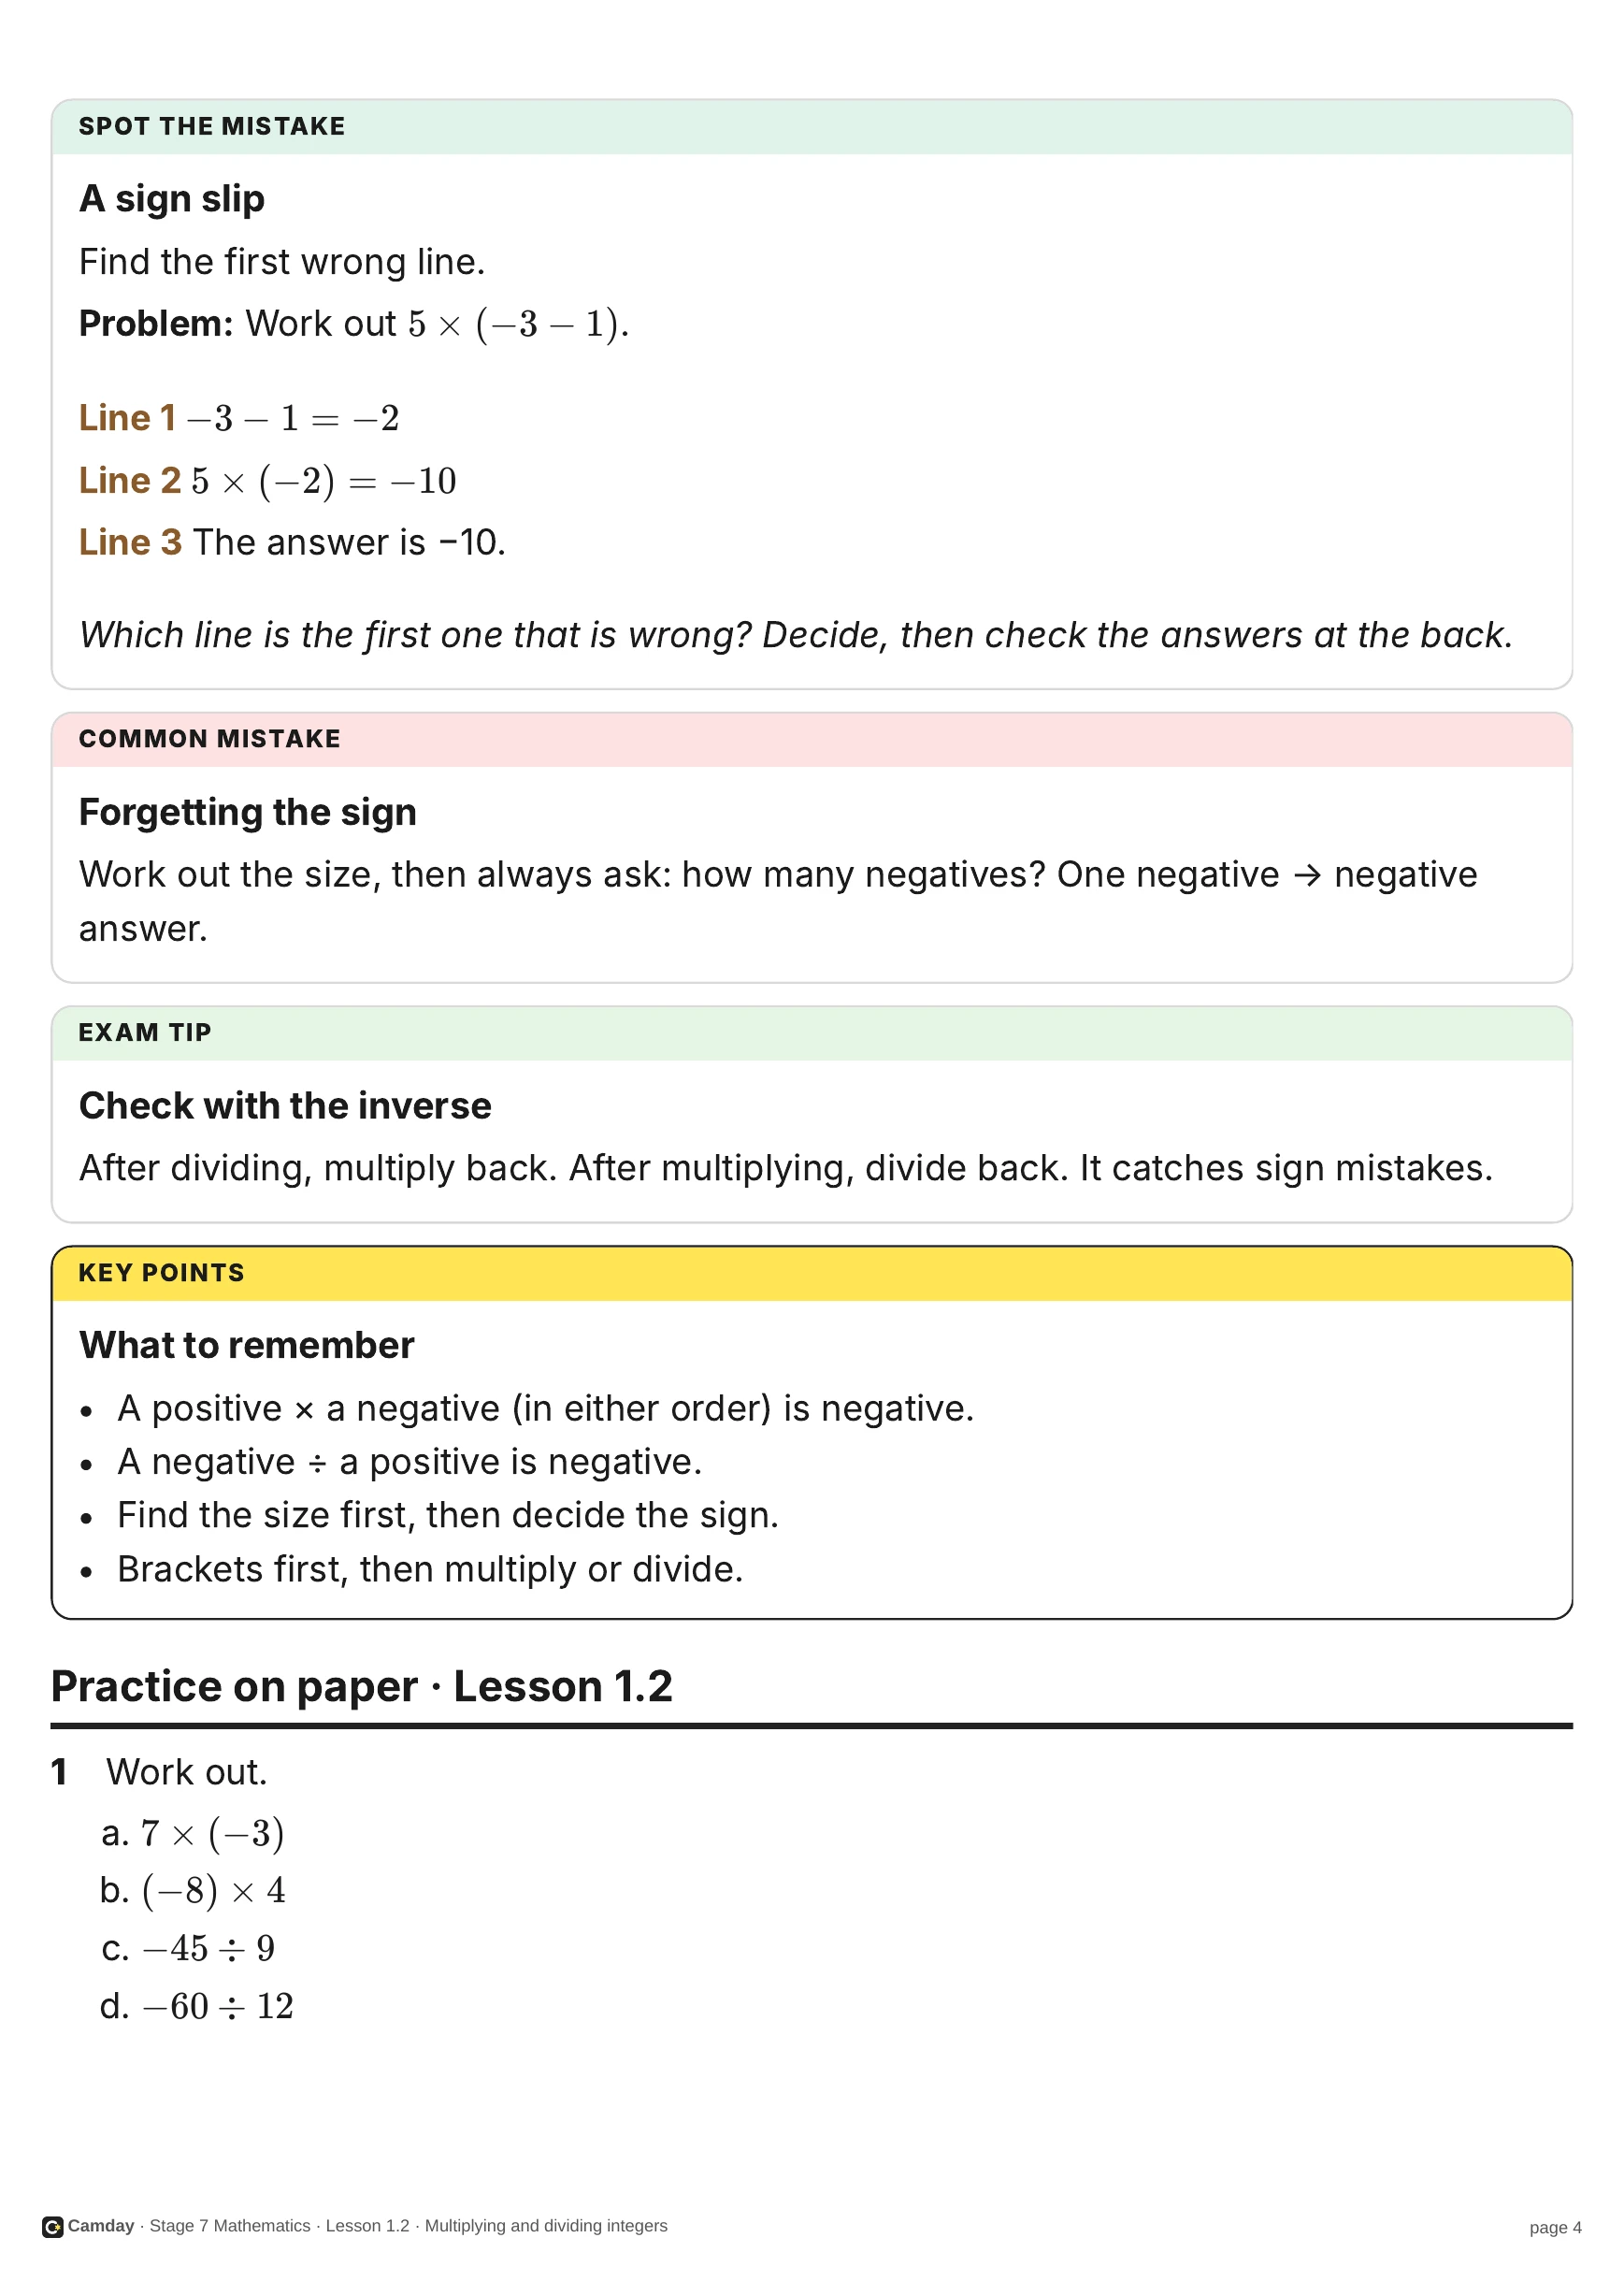 SPOT THE MISTAKE
A sign slip
Find the first wrong line.
Problem: Work out 5 × (−3 − 1).
Line 1 −3 − 1 = −2
Line 2 5 × (−2) = −10
Line 3 The answer is −10.
Which line is the first one that is wrong? Decide, then check the answers at the back.
COMMON MISTAKE
Forgetting the sign
Work out the size, then always ask: how many negatives? One negative → negative
answer.
EXAM TIP
Check with the inverse
After dividing, multiply back. After multiplying, divide back. It catches sign mistakes.
KEY POINTS
What to remember
• A positive × a negative (in either order) is negative.
• A negative ÷ a positive is negative.
• Find the size first, then decide the sign.
• Brackets first, then multiply or divide.
Practice on paper · Lesson 1.2
1 Work out.
a. 7 × (−3)
b. (−8) × 4
c. −45 ÷ 9
d. −60 ÷ 12
Camday · Stage 7 Mathematics · Lesson 1.2 · Multiplying and dividing integers
page 4